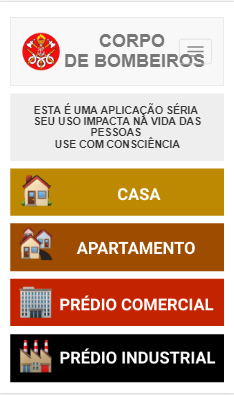 CORPO
DE BOMBEIROS
ESTA É UMA APLICAÇÃO SÉRIA
SEU USO IMPACTA NA VIDA DAS
PESSOAS
USE COM CONSCIÊNCIA
CASA
APARTAMENTO
PRÉDIO COMERCIAL
PRÉDIO INDUSTRIAL